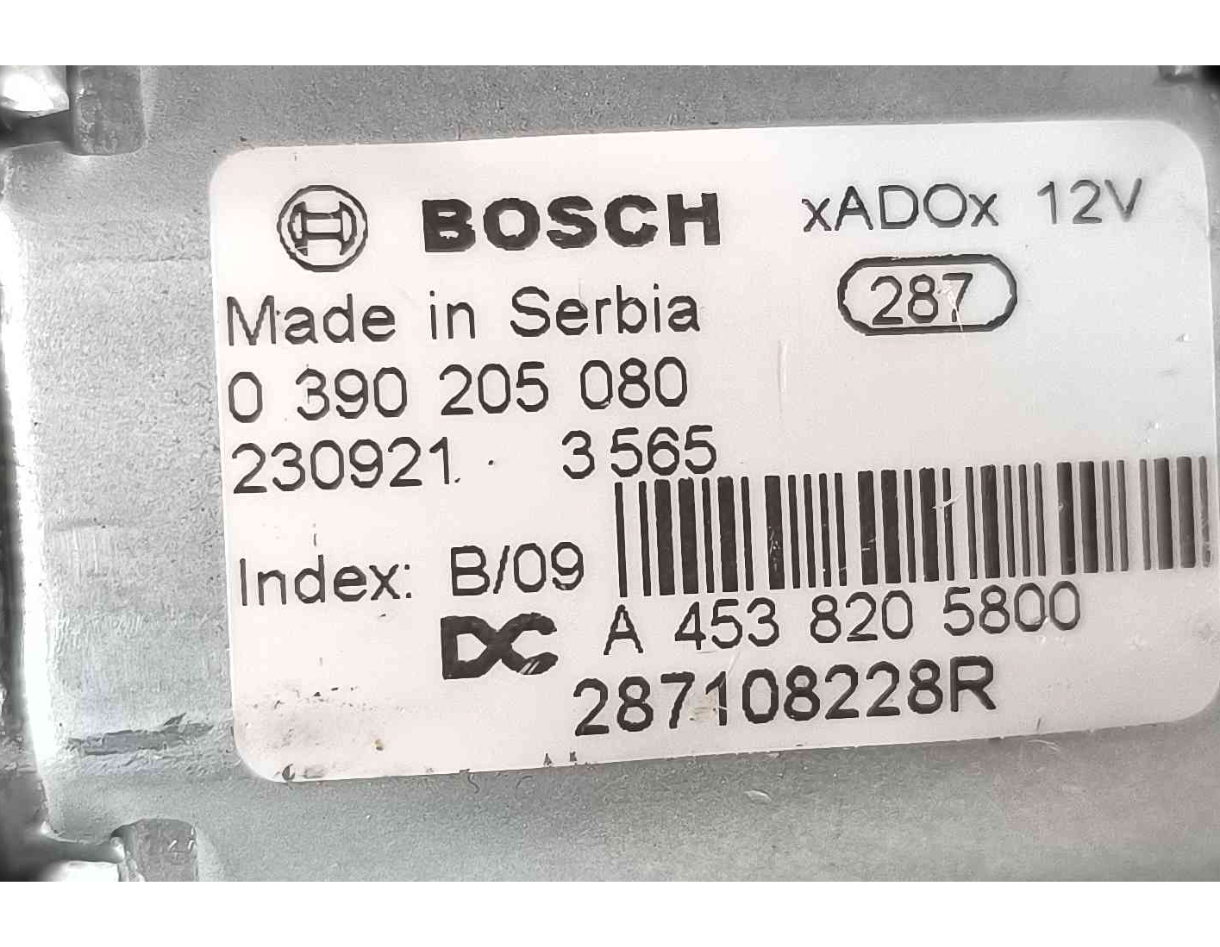 BOSCH xADOx 12V
287
Made in Serbia
0 390 205 080
230921. 3565
Index: B/09
DC A 453 820 5800
287108228R